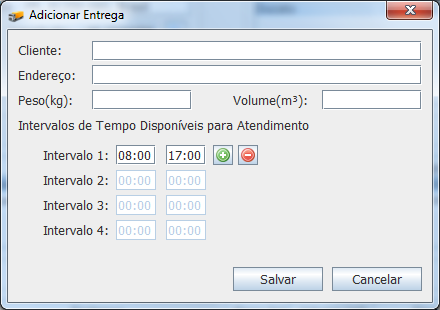 Adicionar Entrega
Cliente:
Endereço:
Peso(kg): Volume(m³):
Intervalos de Tempo Disponíveis para Atendimento
Intervalo 1: 08:00 17:00
Intervalo 2: 00:00 00:00
Intervalo 3: 00:00 00:00
Intervalo 4: 00:00 00:00
Salvar Cancelar